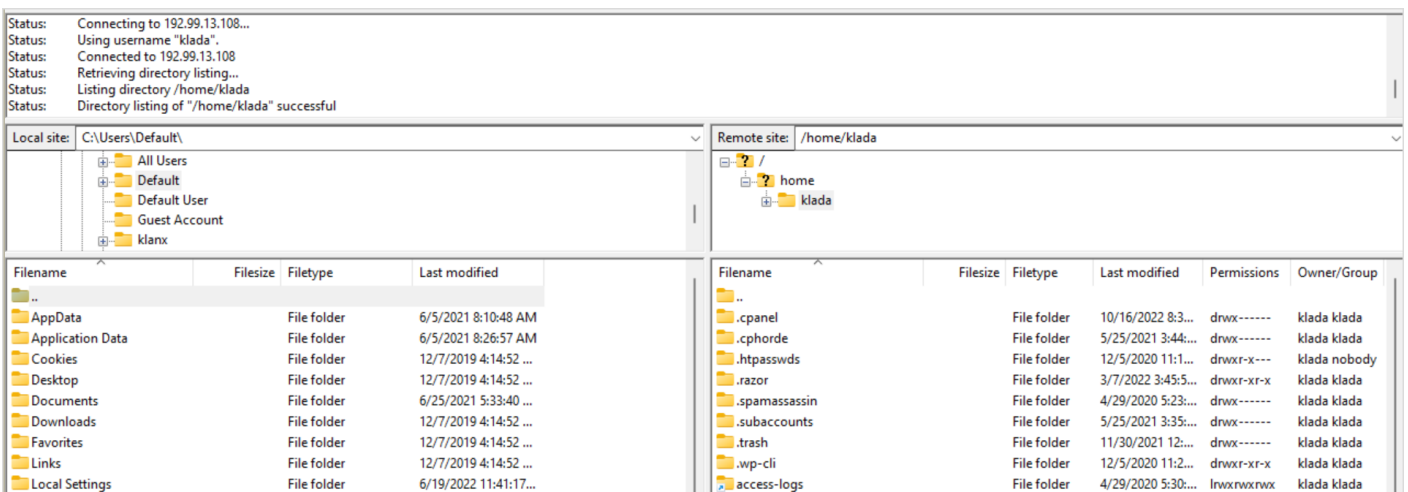 Status: Connecting to 192.99.13.108...
Status: Using username "klada".
Status: Connected to 192.99.13.108
Status: Retrieving directory listing...
Status: Listing directory /home/klada
Status: Directory listing of "/home/klada" successful
Local site: C:\Users\Default\
All Users
Default
Default User
Guest Account
klanx
Remote site: /home/klada
? /
? home
klada
Filename Filesize Filetype Last modified
..
AppData File folder 6/5/2021 8:10:48 AM
Application Data File folder 6/5/2021 8:26:57 AM
Cookies File folder 12/7/2019 4:14:52 ...
Desktop File folder 12/7/2019 4:14:52 ...
Documents File folder 6/25/2021 5:33:40 ...
Downloads File folder 12/7/2019 4:14:52 ...
Favorites File folder 12/7/2019 4:14:52 ...
Links File folder 12/7/2019 4:14:52 ...
Local Settings File folder 6/19/2022 11:41:17...
Filename Filesize Filetype Last modified Permissions Owner/Group
..
.cpanel File folder 10/16/2022 8:3... drwx------ klada klada
.cphorde File folder 5/25/2021 3:44:... drwx------ klada klada
.htpasswds File folder 12/5/2020 11:1... drwxr-x--- klada nobody
.razor File folder 3/7/2022 3:45:5... drwxr-xr-x klada klada
.spamassassin File folder 4/29/2020 5:23:... drwx------ klada klada
.subaccounts File folder 5/25/2021 3:35:... drwx------ klada klada
.trash File folder 11/30/2021 12:... drwx------ klada klada
.wp-cli File folder 12/5/2020 11:2... drwxr-xr-x klada klada
access-logs File folder 4/29/2020 5:30:... lrwxrwxrwx klada klada